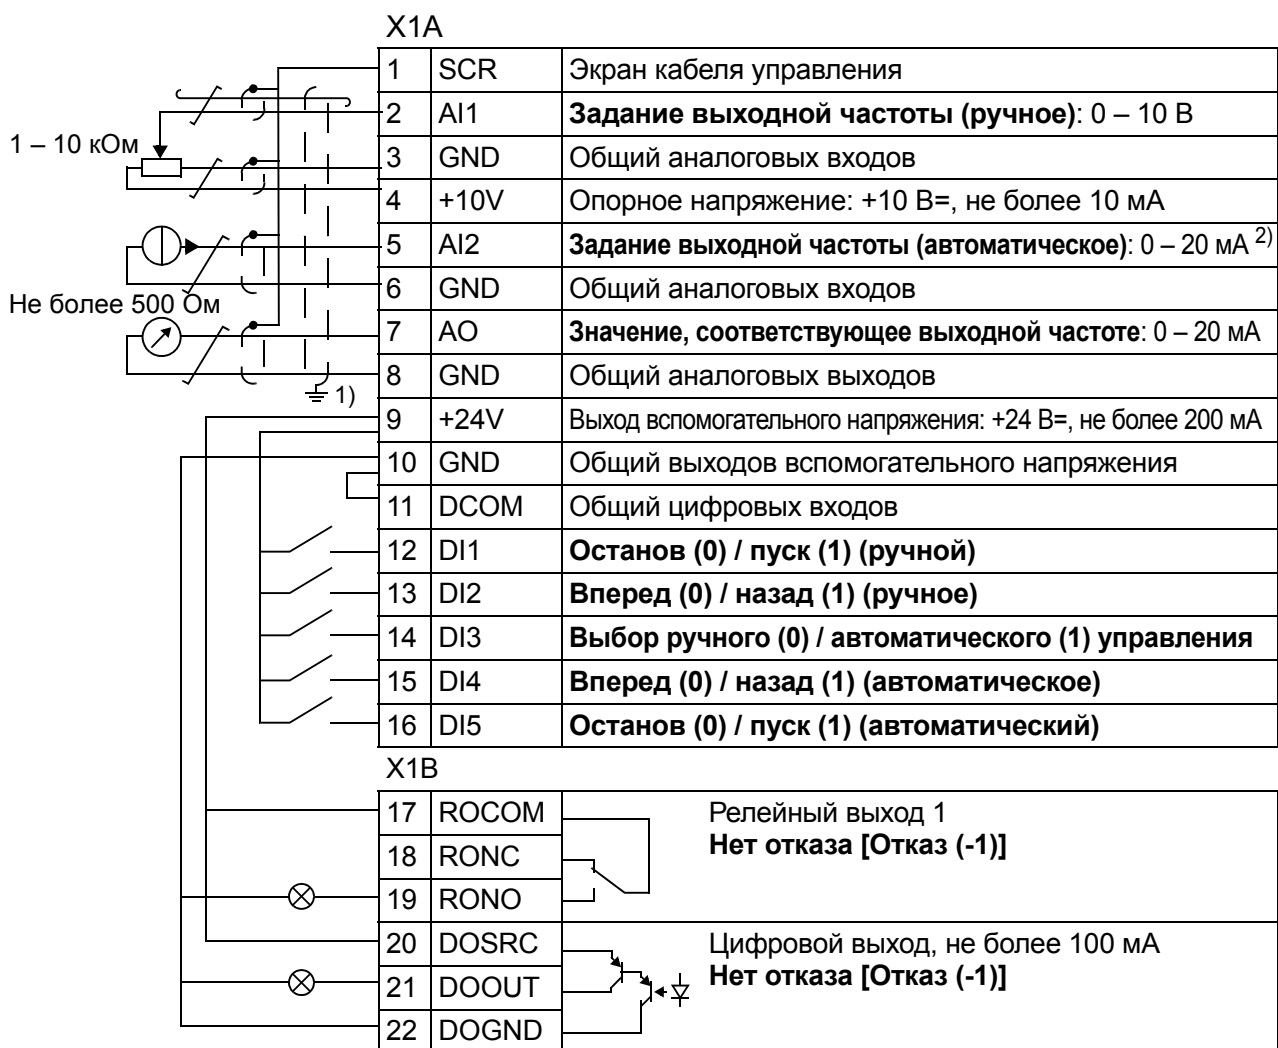 X1A
1 SCR Экран кабеля управления
2 AI1 Задание выходной частоты (ручное): 0 – 10 В
1 – 10 кОм
3 GND Общий аналоговых входов
4 +10V Опорное напряжение: +10 В=, не более 10 мА
5 AI2 Задание выходной частоты (автоматическое): 0 – 20 мА 2)
6 GND Общий аналоговых входов
Не более 500 Ом
7 AO Значение, соответствующее выходной частоте: 0 – 20 мА
8 GND Общий аналоговых выходов
1)
9 +24V Выход вспомогательного напряжения: +24 В=, не более 200 мА
10 GND Общий выходов вспомогательного напряжения
11 DCOM Общий цифровых входов
12 DI1 Останов (0) / пуск (1) (ручной)
13 DI2 Вперед (0) / назад (1) (ручное)
14 DI3 Выбор ручного (0) / автоматического (1) управления
15 DI4 Вперед (0) / назад (1) (автоматическое)
16 DI5 Останов (0) / пуск (1) (автоматический)
X1B
17 ROCOM Релейный выход 1
18 RONC Нет отказа [Отказ (-1)]
19 RONO
20 DOSRC Цифровой выход, не более 100 мА
21 DOOUT Нет отказа [Отказ (-1)]
22 DOGND